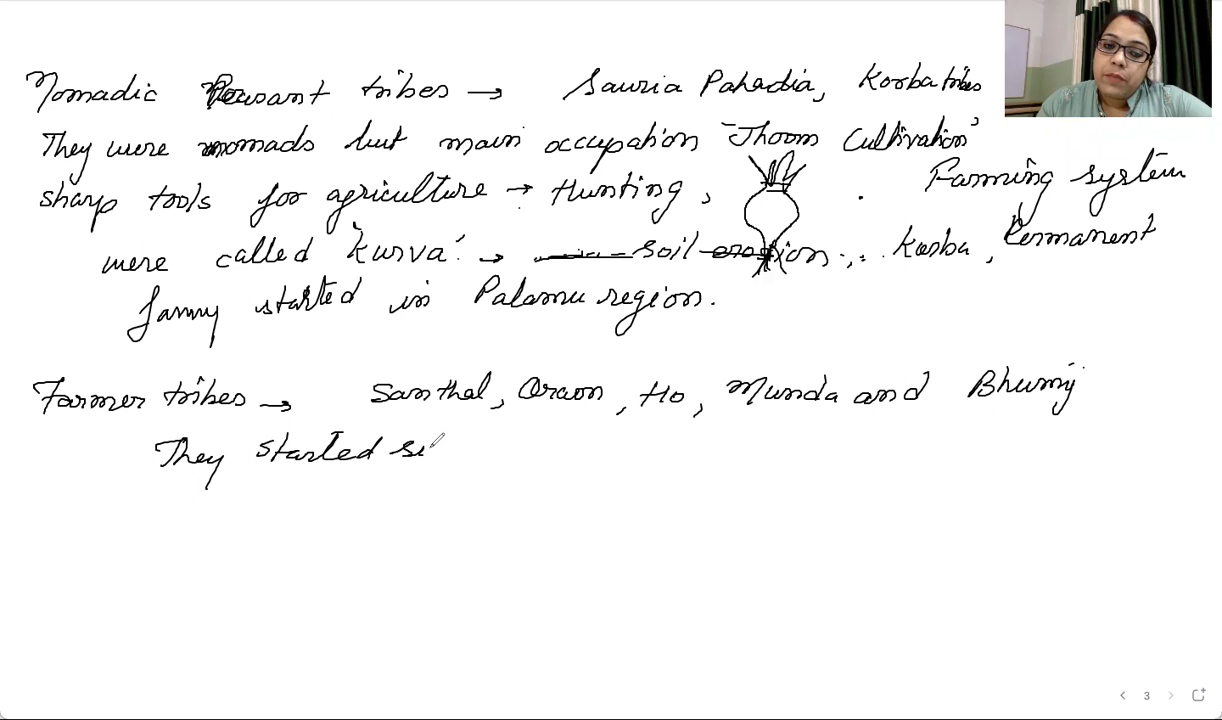 Nomadic Peasant tribes → Sauria Pahadia, Korba tribes
They were nomads but main occupation "Jhoom Cultivation"
sharp tools for agriculture → Hunting, . Farming system
were called "kurva". → soil erosion .. Korba, Permanent
started in Palamu region.
Farmer tribes → Santhal, Oraon, Ho, Munda and Bhumij
They started se
3